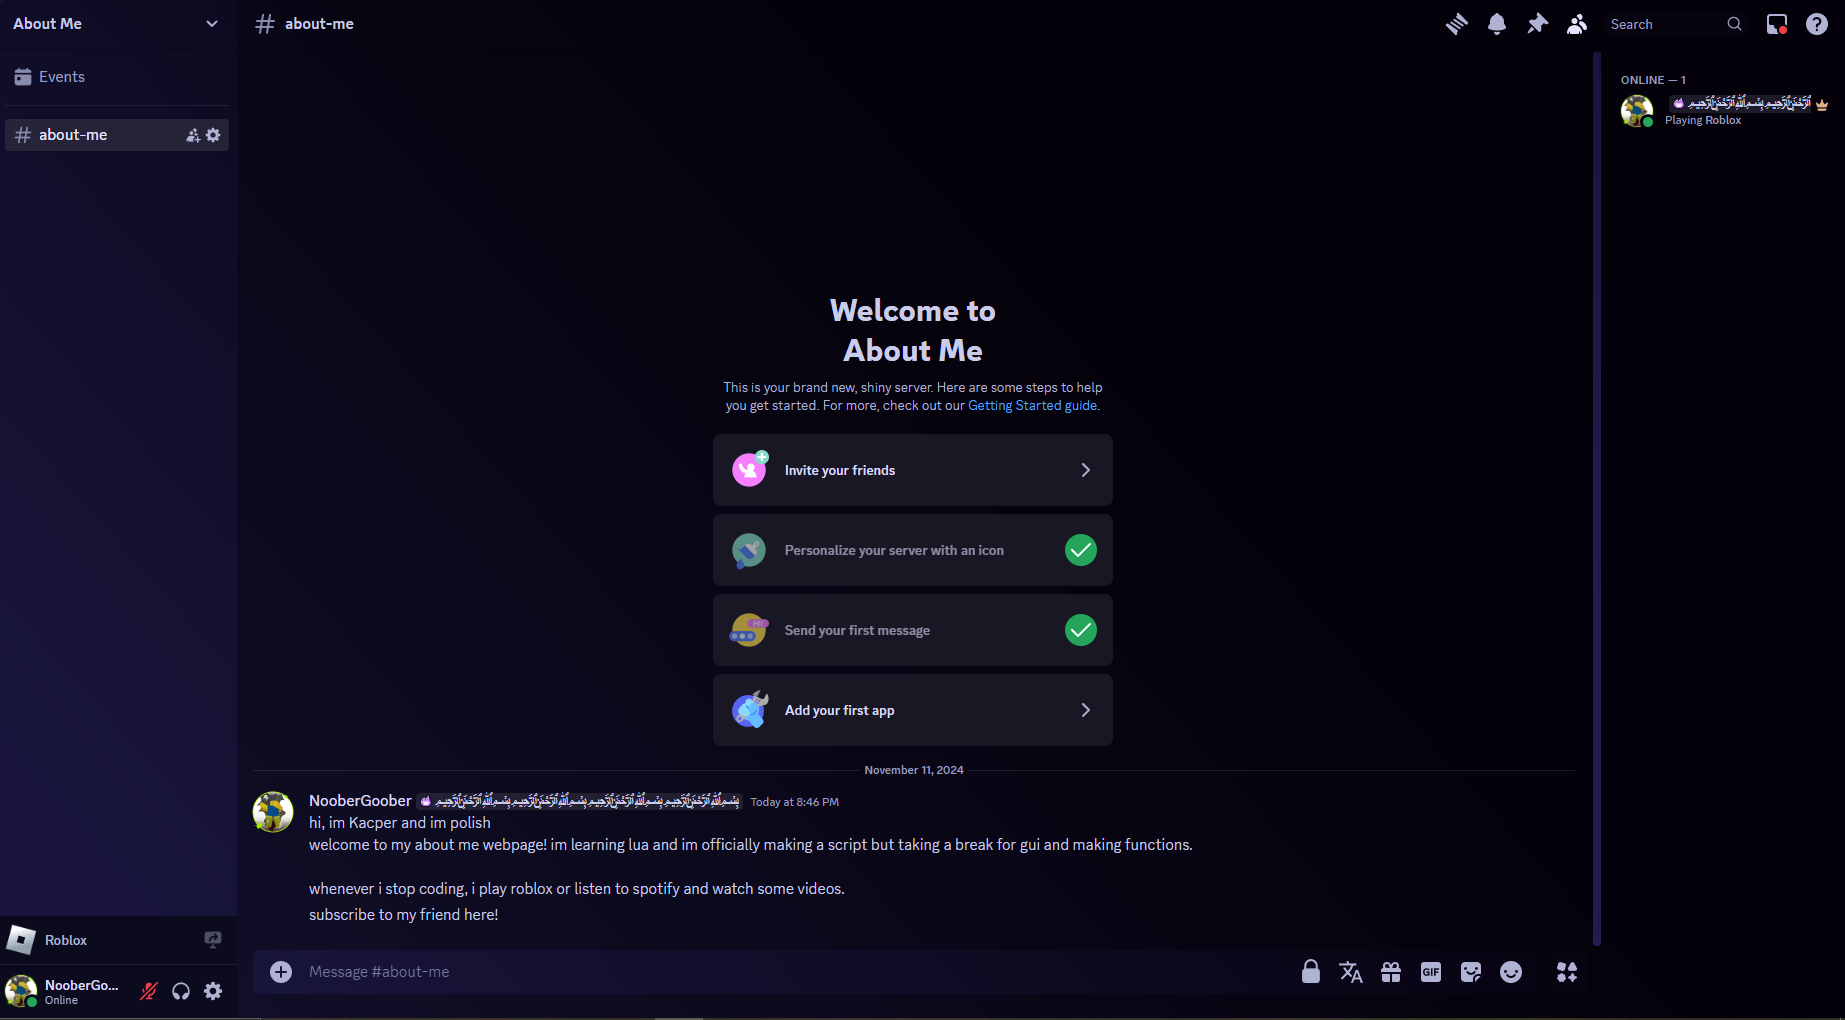 About Me
Events
about-me
about-me
Search
Welcome to
About Me
This is your brand new, shiny server. Here are some steps to help
you get started. For more, check out our Getting Started guide.
Invite your friends
Personalize your server with an icon
Hi!
Send your first message
Add your first app
November 11, 2024
NooberGoober Today at 8:46 PM
hi, im Kacper and im polish
welcome to my about me webpage! im learning lua and im officially making a script but taking a break for gui and making functions.
whenever i stop coding, i play roblox or listen to spotify and watch some videos.
subscribe to my friend here!
Message #about-me
GIF
ONLINE — 1
Playing Roblox
Roblox
NooberGo...
Online